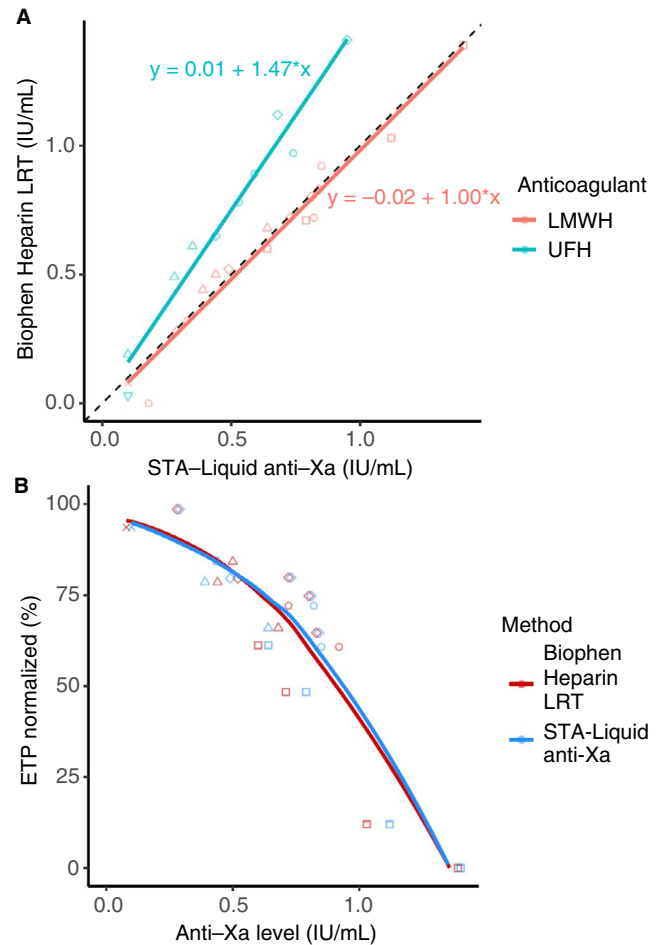 A
Biophen Heparin LRT (IU/mL)
1.0
0.5
0.0
y = 0.01 + 1.47*x
y = –0.02 + 1.00*x
0.0 0.5 1.0
STA–Liquid anti–Xa (IU/mL)
Anticoagulant
LMWH
UFH
B
ETP normalized (%)
100
75
50
25
0
0.0 0.5 1.0
Anti–Xa level (IU/mL)
Method
Biophen
Heparin
LRT
STA-Liquid
anti-Xa